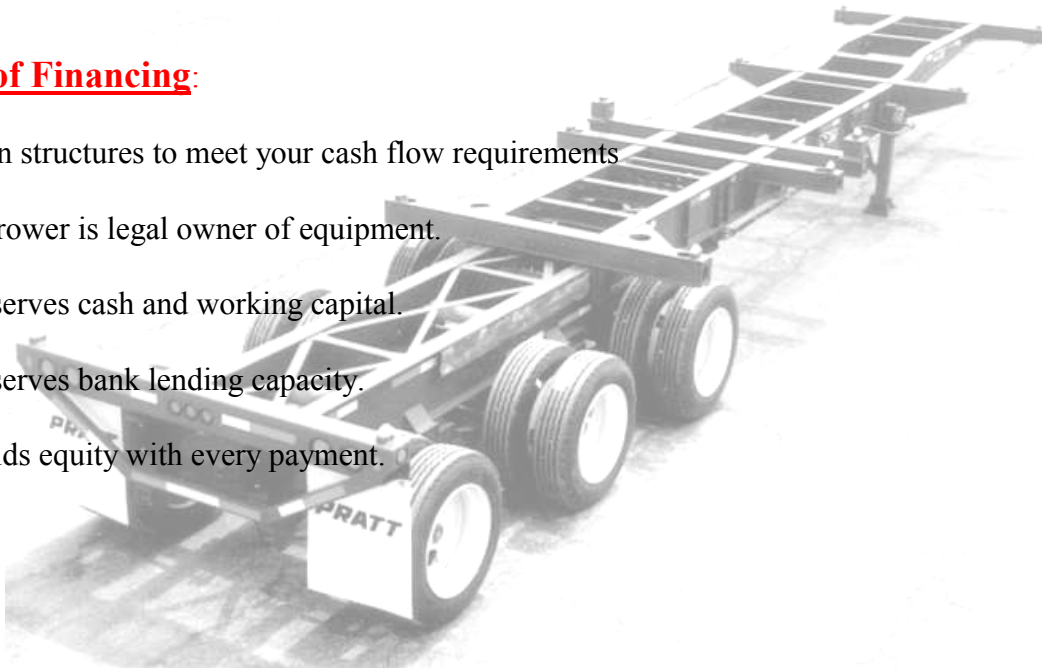 of Financing:
n structures to meet your cash flow requirements
rower is legal owner of equipment.
serves cash and working capital.
serves bank lending capacity.
ds equity with every payment.
PRATT
PRATT